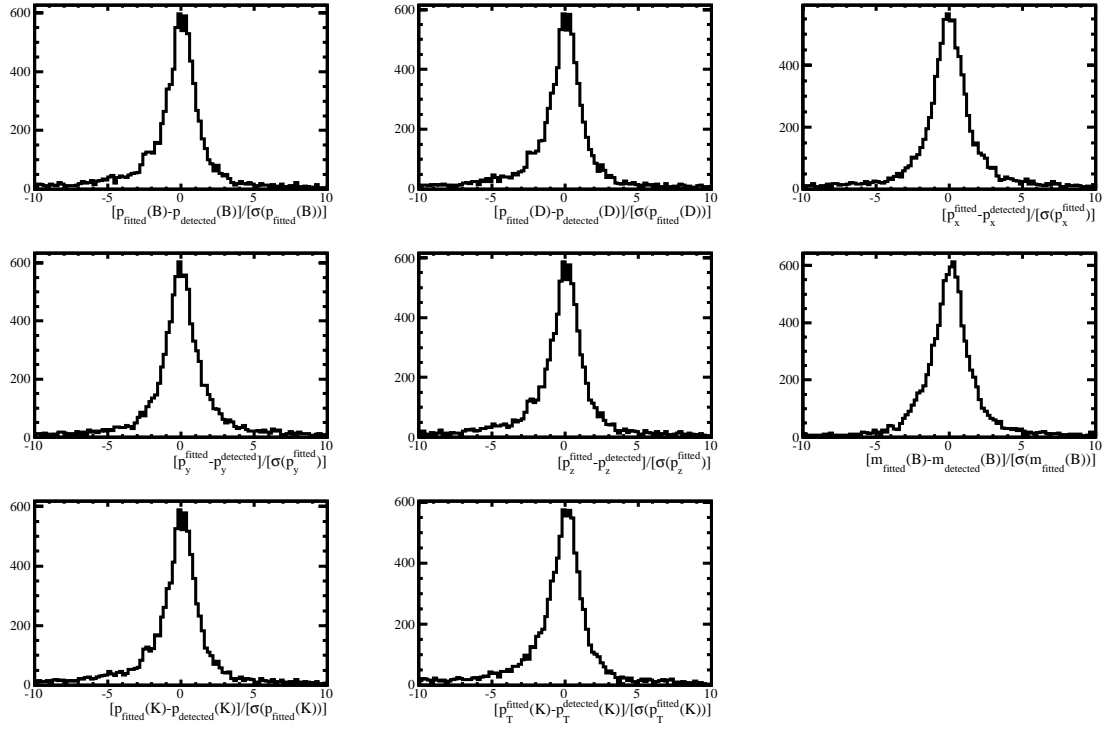 600
400
200
0
-10 -5 0 5 10
[p_fitted(B)-p_detected(B)]/[σ(p_fitted(B))]
600
400
200
0
-10 -5 0 5 10
[p_fitted(D)-p_detected(D)]/[σ(p_fitted(D))]
400
200
0
-10 -5 0 5 10
[p_x^fitted-p_x^detected]/[σ(p_x^fitted)]
600
400
200
0
-10 -5 0 5 10
[p_y^fitted-p_y^detected]/[σ(p_y^fitted)]
600
400
200
0
-10 -5 0 5 10
[p_z^fitted-p_z^detected]/[σ(p_z^fitted)]
600
400
200
0
-10 -5 0 5 10
[m_fitted(B)-m_detected(B)]/[σ(m_fitted(B))]
600
400
200
0
-10 -5 0 5 10
[p_fitted(K)-p_detected(K)]/[σ(p_fitted(K))]
600
400
200
0
-10 -5 0 5 10
[p_T^fitted(K)-p_T^detected(K)]/[σ(p_T^fitted(K))]